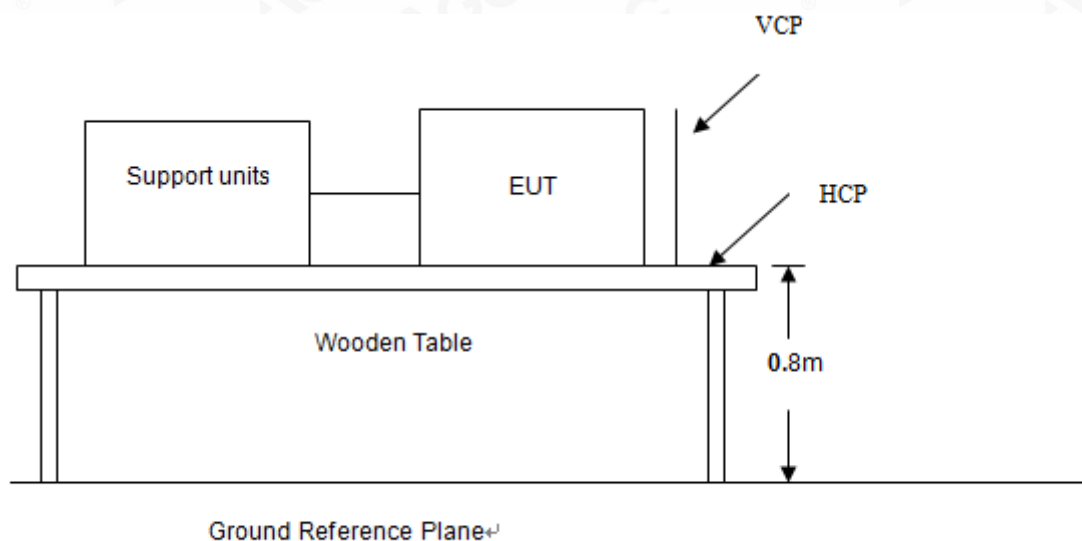 VCP
Support units
EUT
HCP
Wooden Table
0.8m
Ground Reference Plane↵